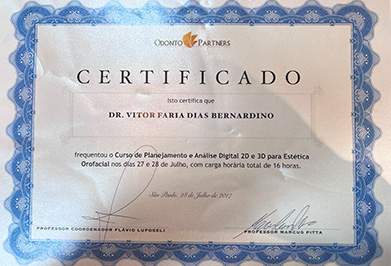 ODONTO PARTNERS
CERTIFICADO
Isto certifica que
DR. VITOR FARIA DIAS BERNARDINO
frequentou o Curso de Planejamento e Análise Digital 2D e 3D para Estética
Orofacial nos dias 27 e 28 de Julho, com carga horária total de 16 horas.
São Paulo, 28 de Julho de 2017
PROFESSOR COORDENADOR FLÁVIO LUPOSELI
PROFESSOR MARCUS PITTA